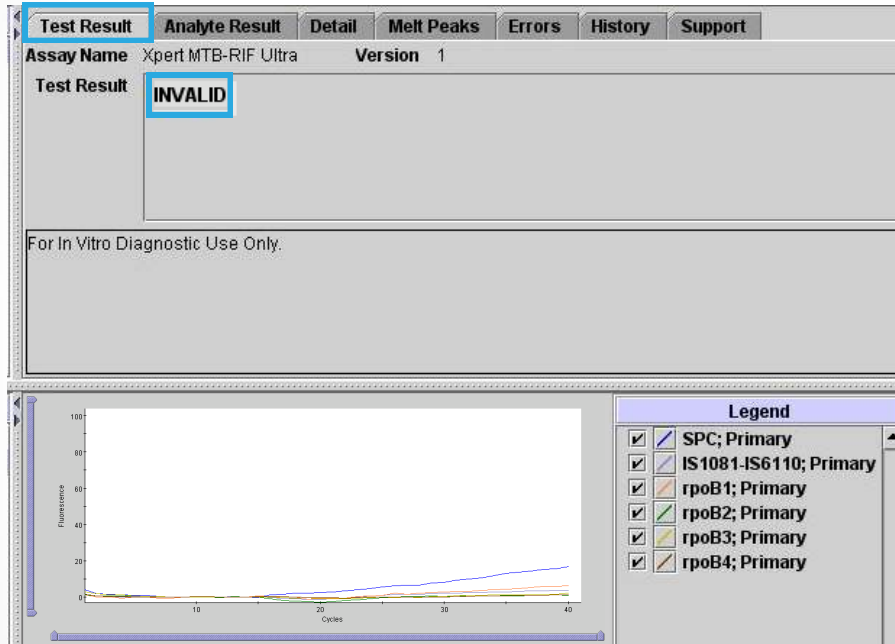 Test Result Analyte Result Detail Melt Peaks Errors History Support
Assay Name Xpert MTB-RIF Ultra Version 1
Test Result INVALID
For In Vitro Diagnostic Use Only.
Legend
SPC; Primary
IS1081-IS6110; Primary
rpoB1; Primary
rpoB2; Primary
rpoB3; Primary
rpoB4; Primary
100
80
60
40
20
0
Fluorescence
10 20 30 40
Cycles